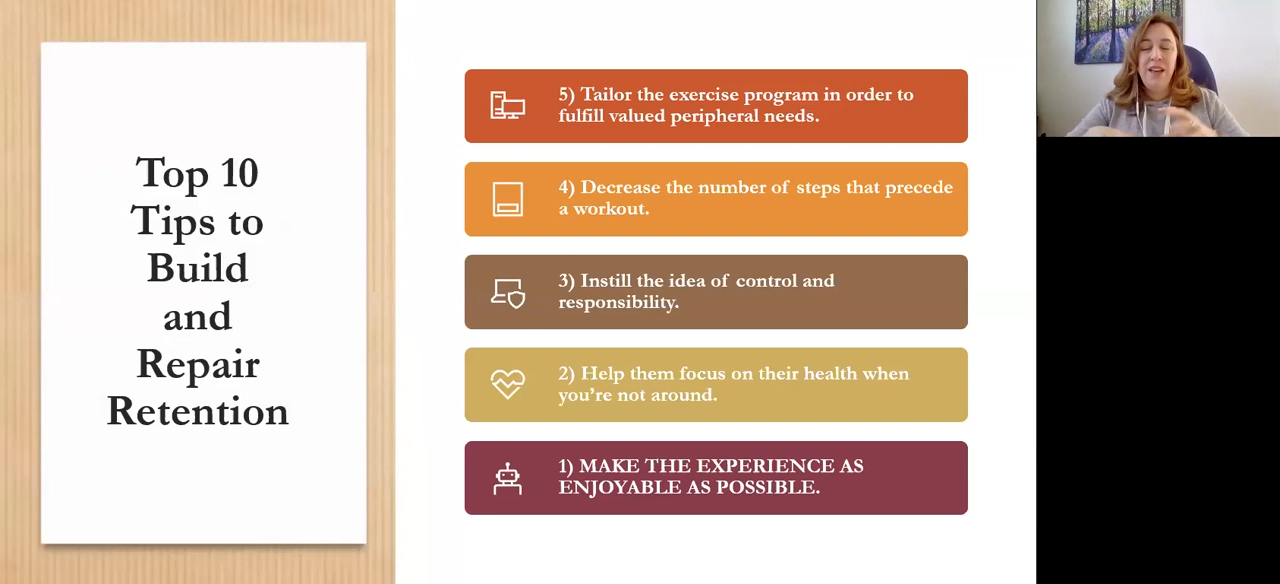 Top 10
Tips to
Build
and
Repair
Retention
5) Tailor the exercise program in order to
fulfill valued peripheral needs.
4) Decrease the number of steps that precede
a workout.
3) Instill the idea of control and
responsibility.
2) Help them focus on their health when
you’re not around.
1) MAKE THE EXPERIENCE AS
ENJOYABLE AS POSSIBLE.